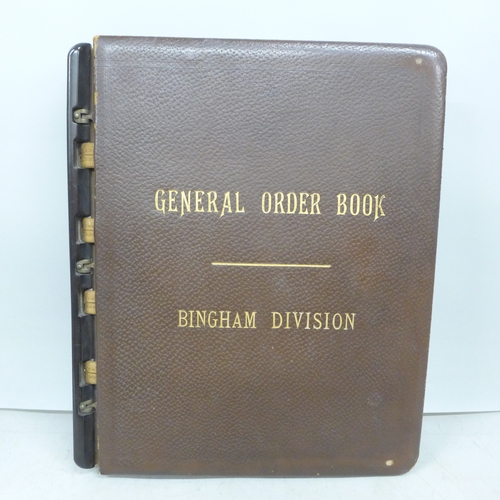 GENERAL ORDER BOOK
BINGHAM DIVISION